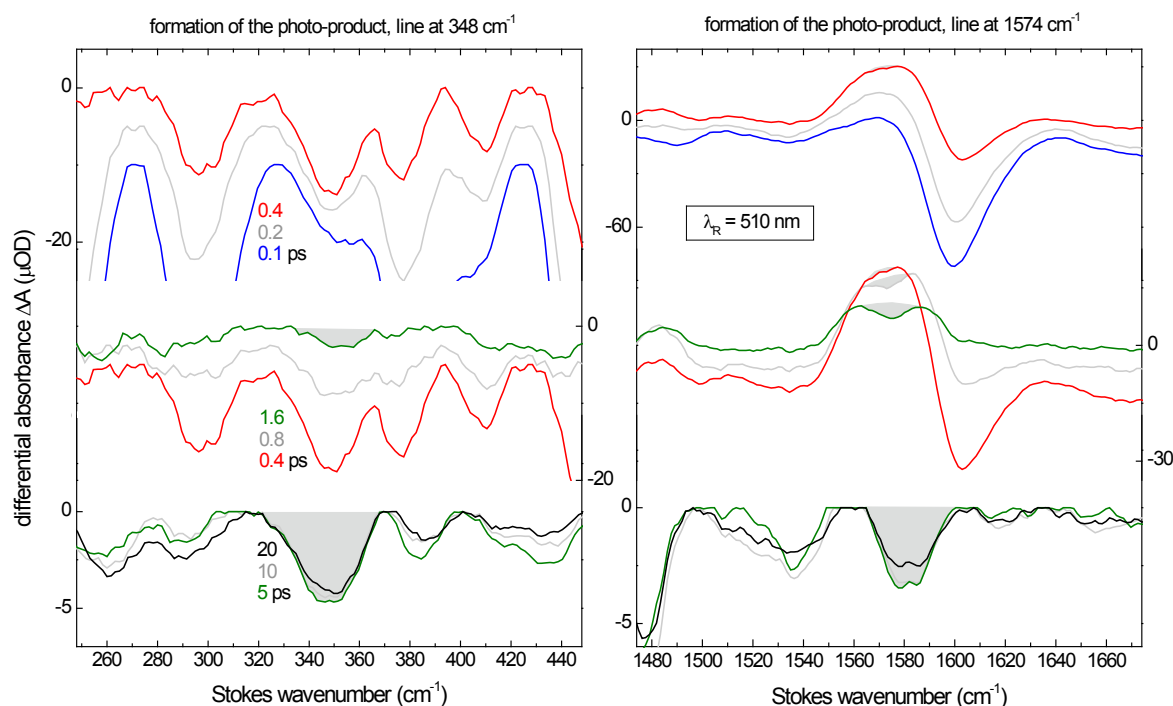 formation of the photo-product, line at 348 cm⁻¹
formation of the photo-product, line at 1574 cm⁻¹
differential absorbance ΔA (μOD)
0
-20
0.4
0.2
0.1 ps
0
-20
1.6
0.8
0.4 ps
0
-5
20
10
5 ps
260 280 300 320 340 360 380 400 420 440
Stokes wavenumber (cm⁻¹)
0
-60
λR = 510 nm
0
-30
0
-5
1480 1500 1520 1540 1560 1580 1600 1620 1640 1660
Stokes wavenumber (cm⁻¹)